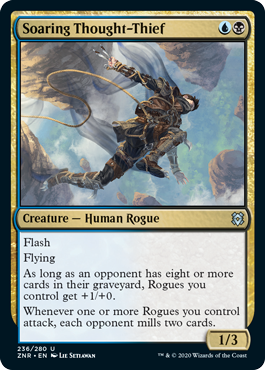 Soaring Thought-Thief
Creature — Human Rogue
Flash
Flying
As long as an opponent has eight or more
cards in their graveyard, Rogues you
control get +1/+0.
Whenever one or more Rogues you
control attack, each opponent mills two cards.
1/3
236/280 U
ZNR • EN Lie Setiawan
™ & © 2020 Wizards of the Coast